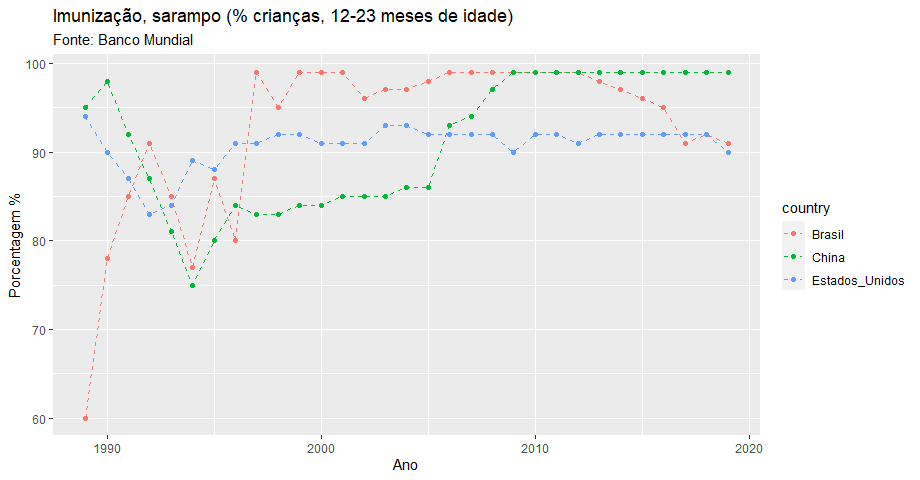 Imunização, sarampo (% crianças, 12-23 meses de idade)
Fonte: Banco Mundial
100
90
80
70
60
Porcentagem %
1990
2000
2010
2020
Ano
country
Brasil
China
Estados_Unidos